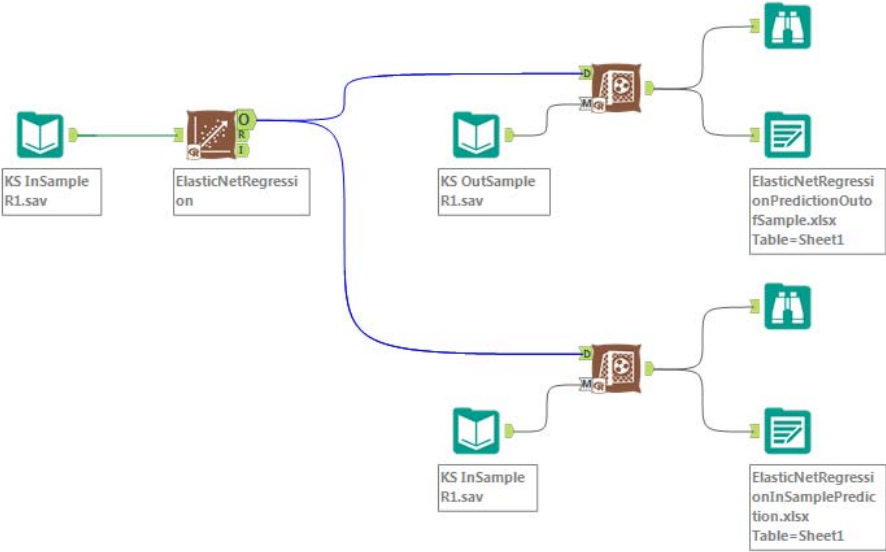 D
M
KS InSample
R1.sav
O
R
I
ElasticNetRegressi
on
KS OutSample
R1.sav
ElasticNetRegressi
onPredictionOuto
fSample.xlsx
Table=Sheet1
D
M
KS InSample
R1.sav
ElasticNetRegressi
onInSamplePredic
tion.xlsx
Table=Sheet1